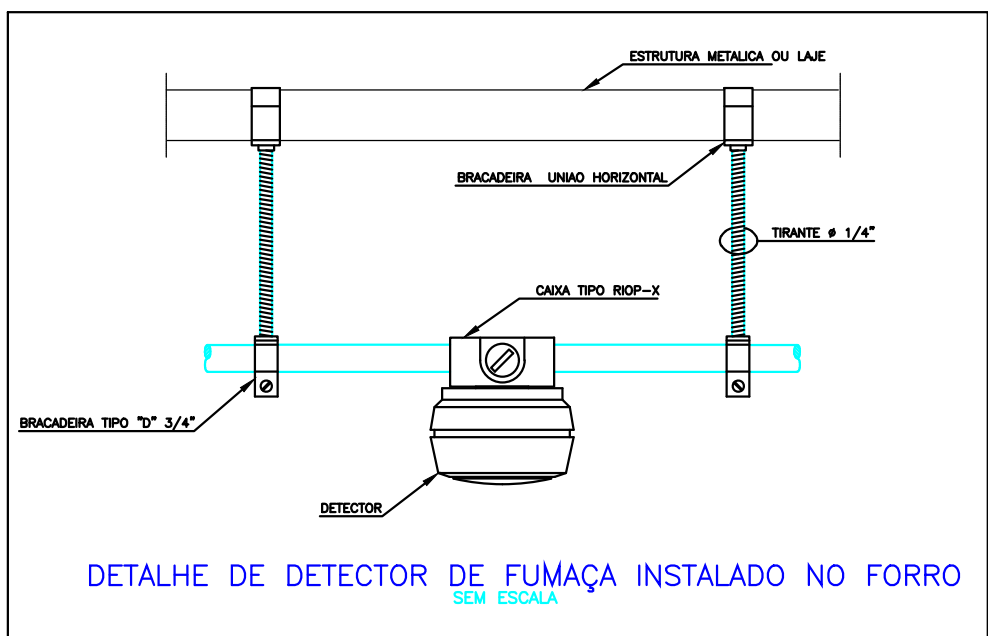 ESTRUTURA METALICA OU LAJE
BRACADEIRA UNIAO HORIZONTAL
TIRANTE ø 1/4"
CAIXA TIPO RIOP-X
BRACADEIRA TIPO "D" 3/4"
DETECTOR
DETALHE DE DETECTOR DE FUMAÇA INSTALADO NO FORRO
SEM ESCALA